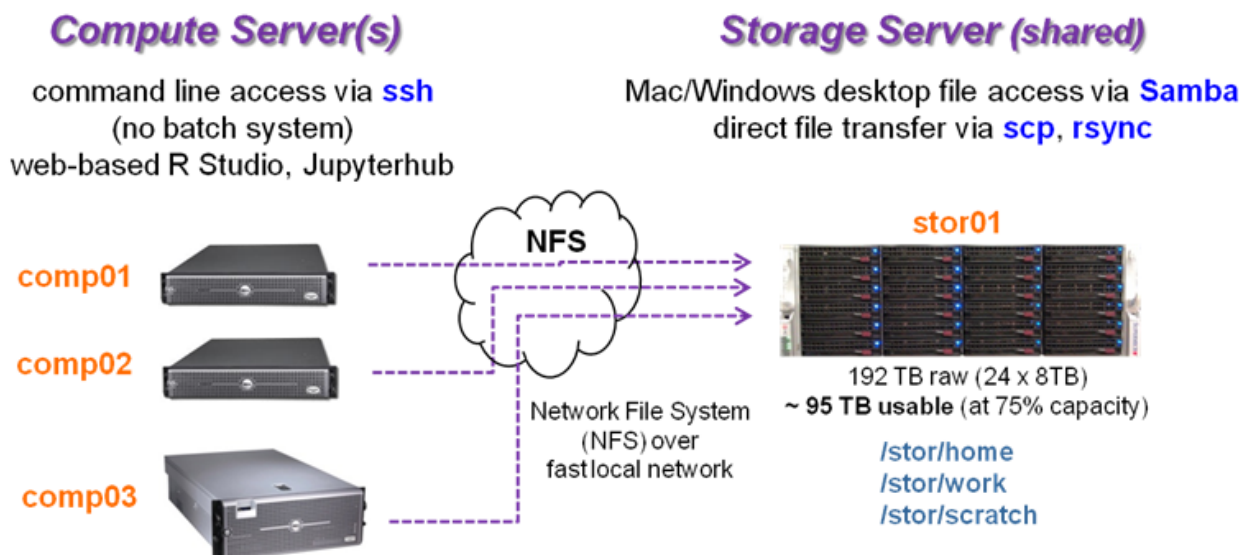 Compute Server(s)
command line access via ssh
(no batch system)
web-based R Studio, Jupyterhub
Storage Server (shared)
Mac/Windows desktop file access via Samba
direct file transfer via scp, rsync
comp01
comp02
comp03
NFS
Network File System
(NFS) over
fast local network
stor01
192 TB raw (24 x 8TB)
~ 95 TB usable (at 75% capacity)
/stor/home
/stor/work
/stor/scratch